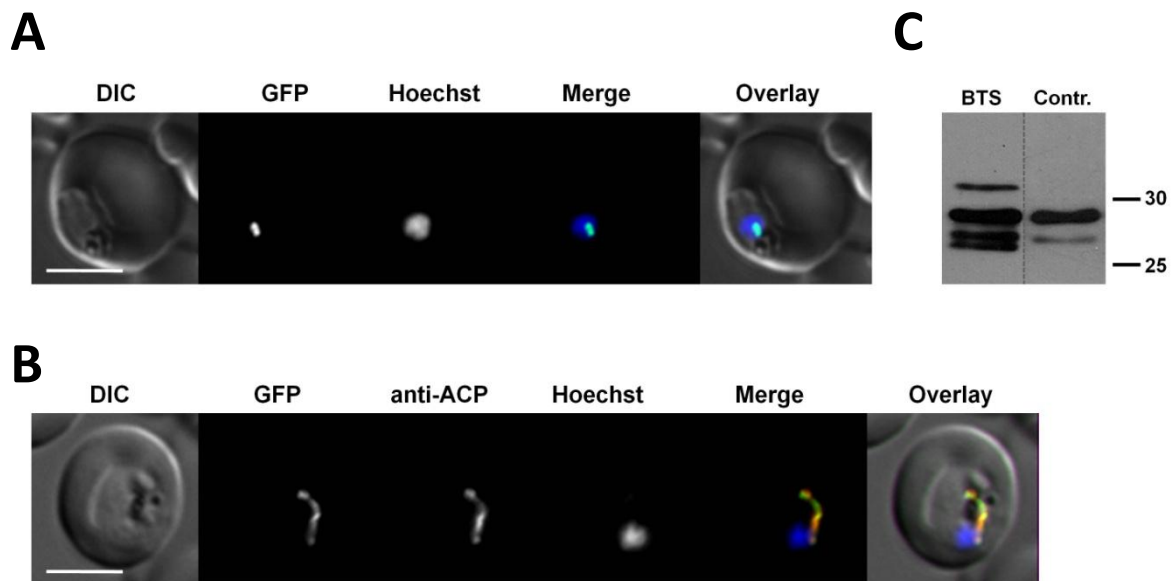 A
DIC GFP Hoechst Merge Overlay
C
BTS Contr.
30
25
B
DIC GFP anti-ACP Hoechst Merge Overlay